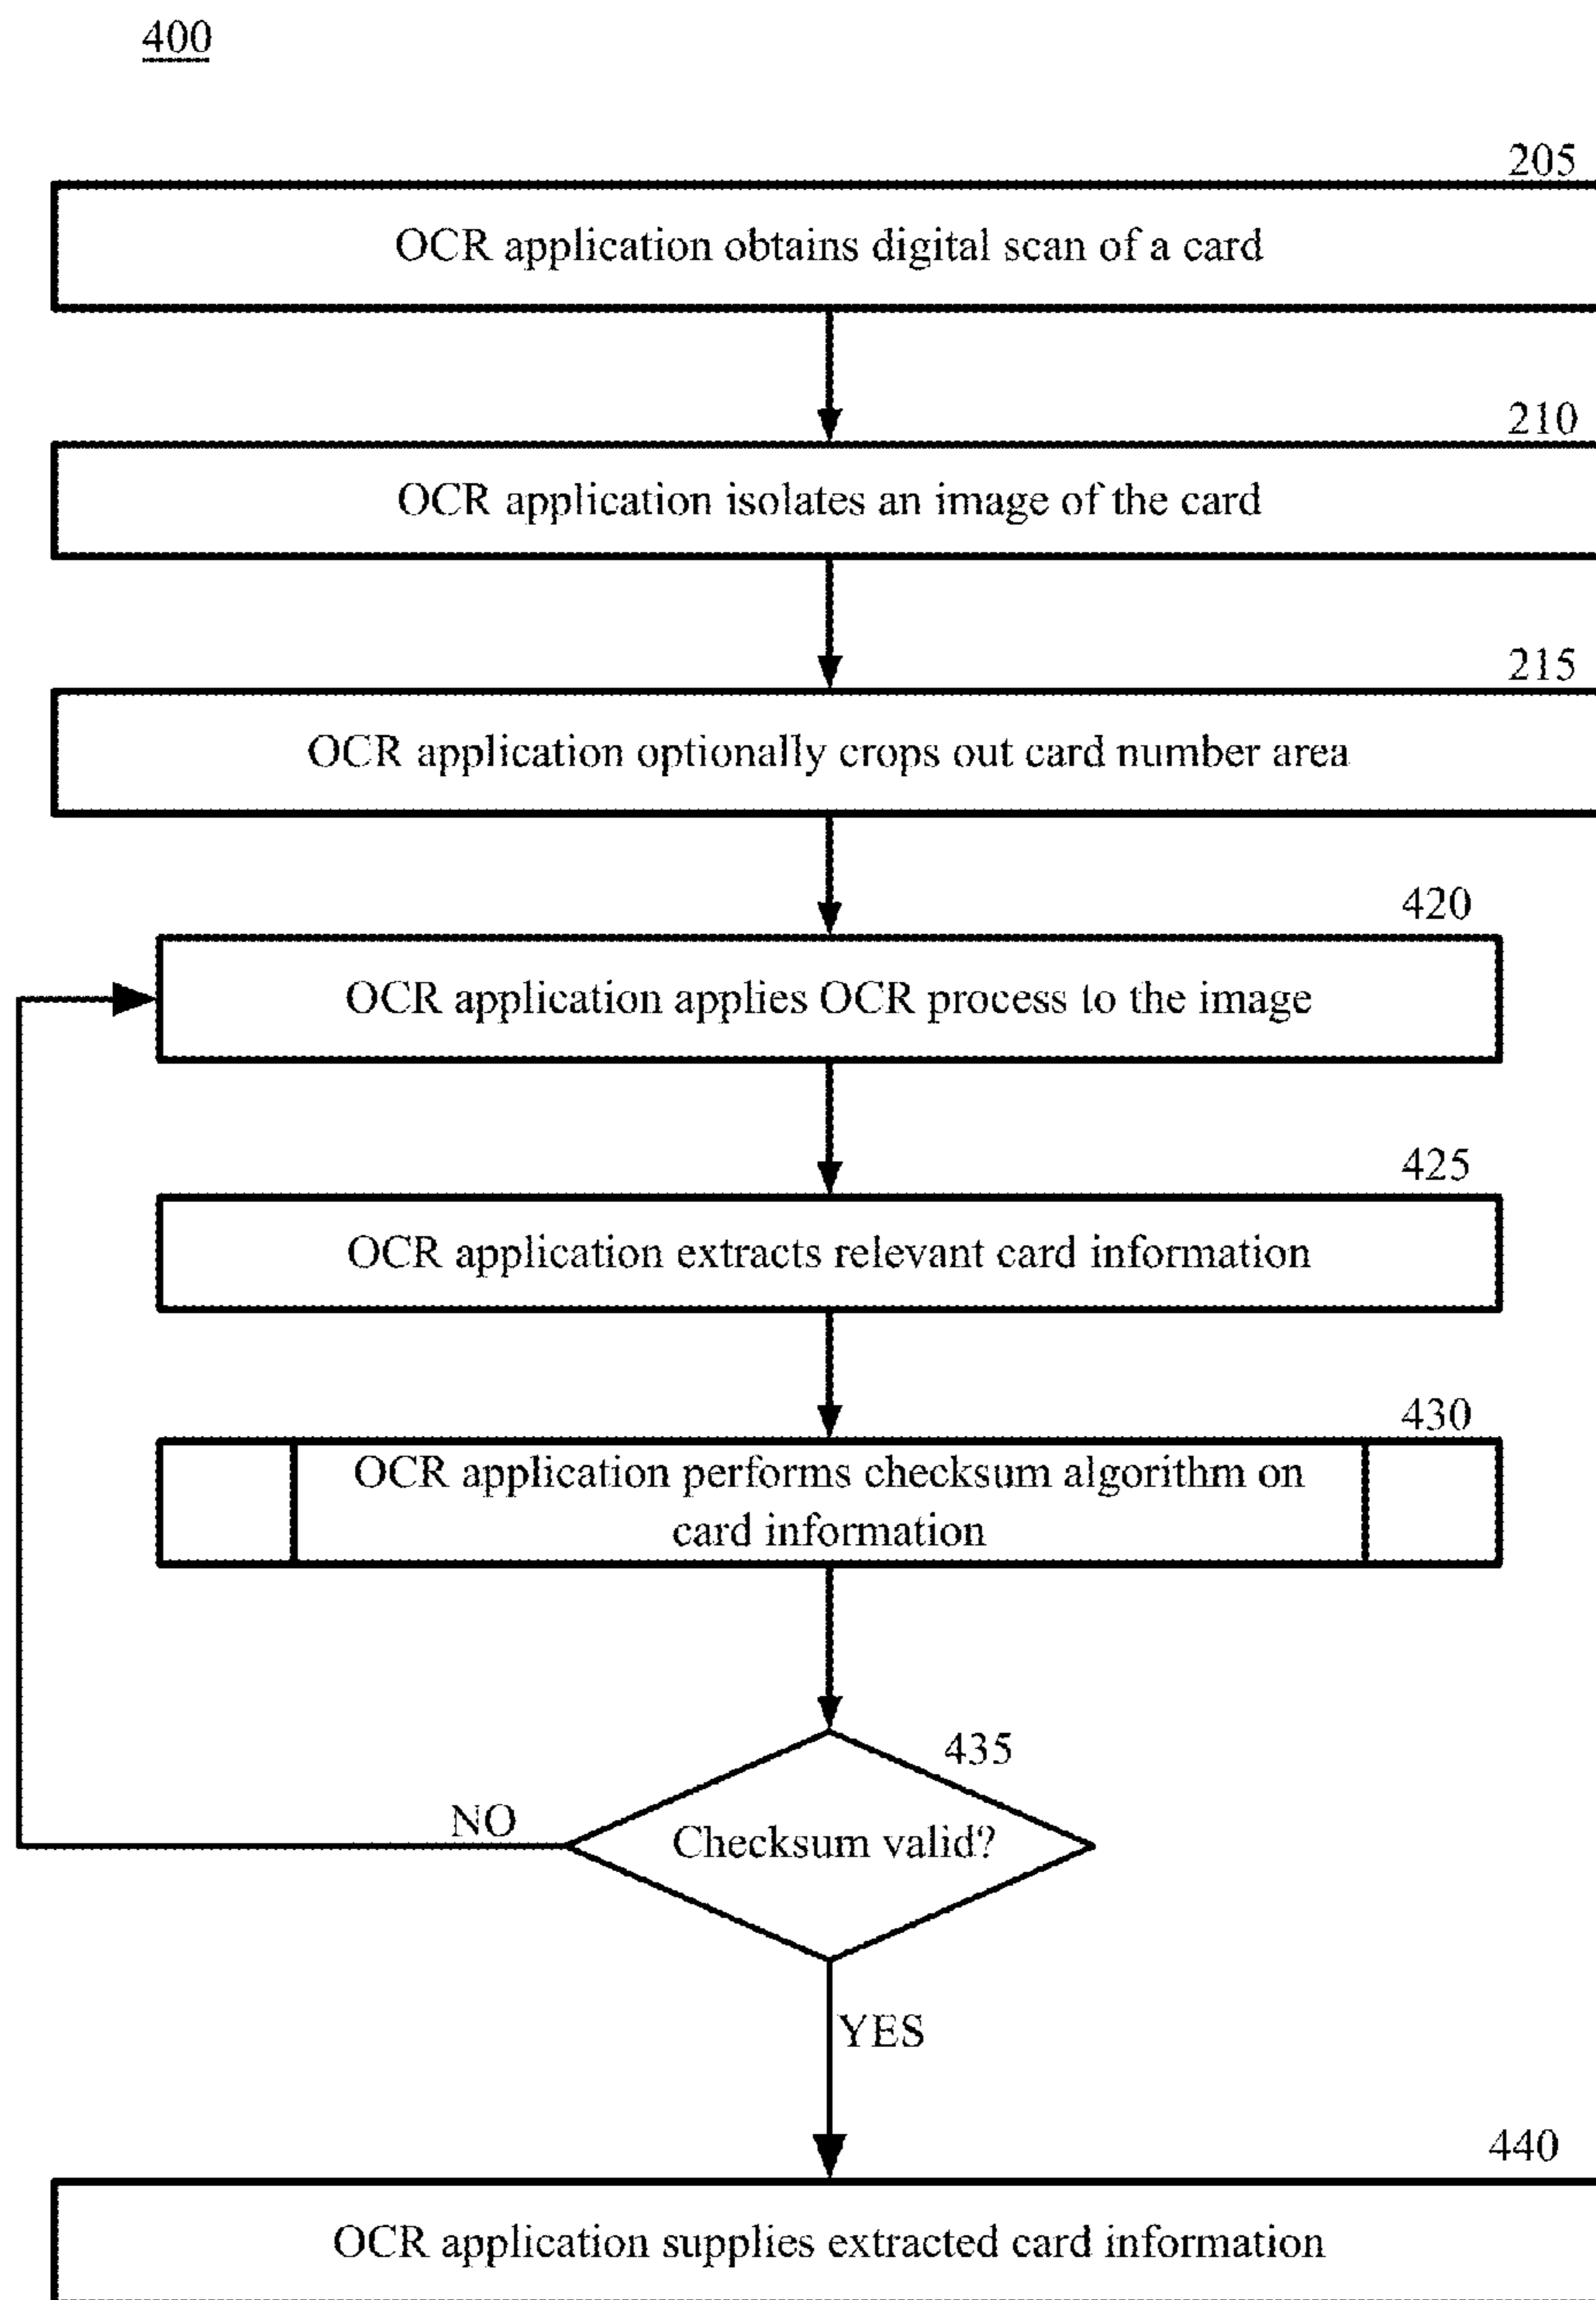 400
205
OCR application obtains digital scan of a card
210
OCR application isolates an image of the card
215
OCR application optionally crops out card number area
420
OCR application applies OCR process to the image
425
OCR application extracts relevant card information
430
OCR application performs checksum algorithm on
card information
435
Checksum valid?
NO
YES
440
OCR application supplies extracted card information